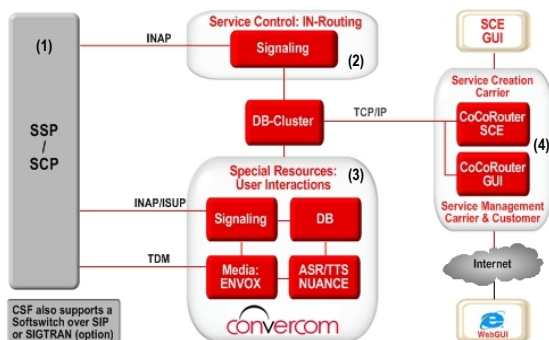 (1)
SSP
/
SCP
CSF also supports a
Softswitch over SIP
or SIGTRAN (option)
INAP
INAP/ISUP
TDM
Service Control: IN-Routing
Signaling
(2)
DB-Cluster
TCP/IP
Special Resources:
User Interactions
(3)
Signaling
DB
Media:
ENVOX
ASR/TTS
NUANCE
convercom
SCE
GUI
Service Creation
Carrier
CoCoRouter
SCE
(4)
CoCoRouter
GUI
Service Management
Carrier & Customer
Internet
WebGUI